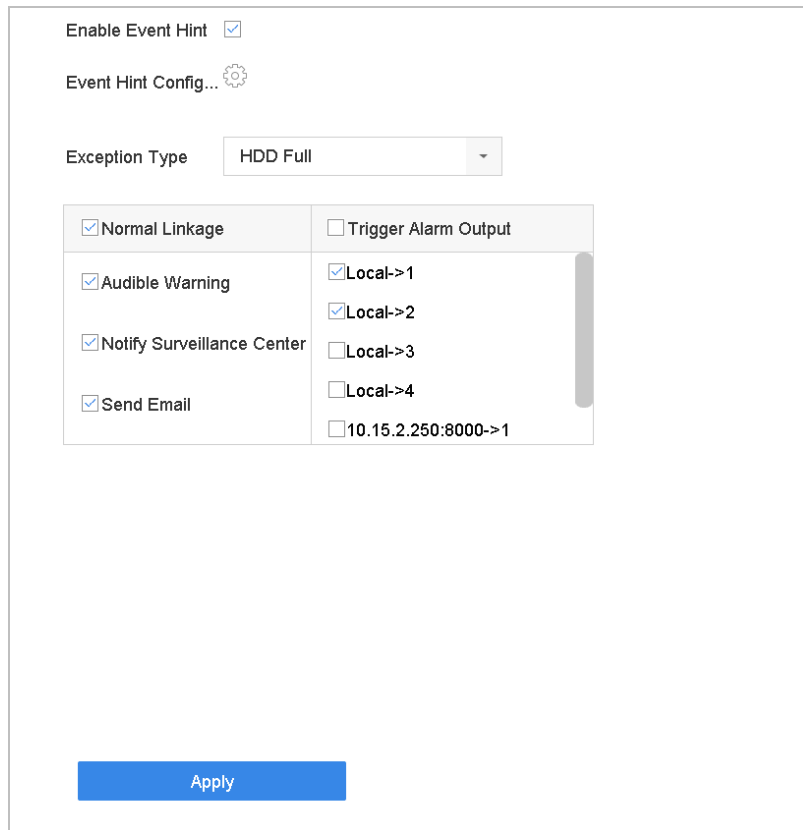 Enable Event Hint
Event Hint Config...
Exception Type HDD Full
Normal Linkage Trigger Alarm Output
Audible Warning
Notify Surveillance Center
Send Email
Local->1
Local->2
Local->3
Local->4
10.15.2.250:8000->1
Apply